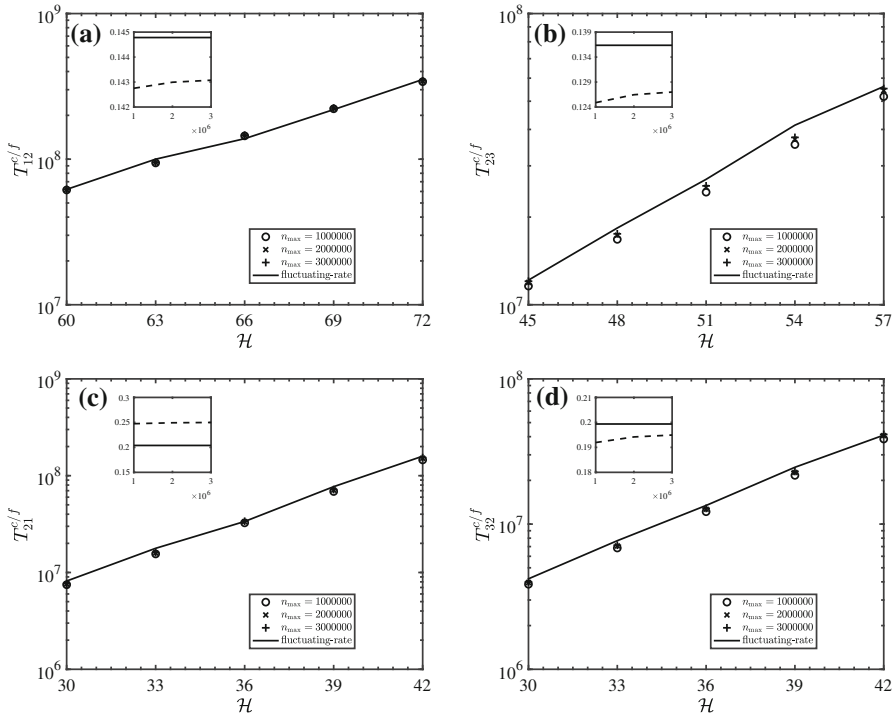 (a)
10^9
10^8
10^7
T_{12}^{c/f}
0.145
0.143
0.142
1 2 3
×10^6
n_max = 1000000
n_max = 2000000
n_max = 3000000
fluctuating-rate
60 63 66 69 72
ℋ
(b)
10^8
10^7
T_{23}^{c/f}
0.139
0.136
0.129
0.124
1 2 3
×10^6
n_max = 1000000
n_max = 2000000
n_max = 3000000
fluctuating-rate
45 48 51 54 57
ℋ
(c)
10^9
10^8
10^7
10^6
T_{21}^{c/f}
0.3
0.25
0.2
0.15
1 2 3
×10^6
n_max = 1000000
n_max = 2000000
n_max = 3000000
fluctuating-rate
30 33 36 39 42
ℋ
(d)
10^8
10^7
10^6
T_{32}^{c/f}
0.21
0.2
0.19
0.18
1 2 3
×10^6
n_max = 1000000
n_max = 2000000
n_max = 3000000
fluctuating-rate
30 33 36 39 42
ℋ